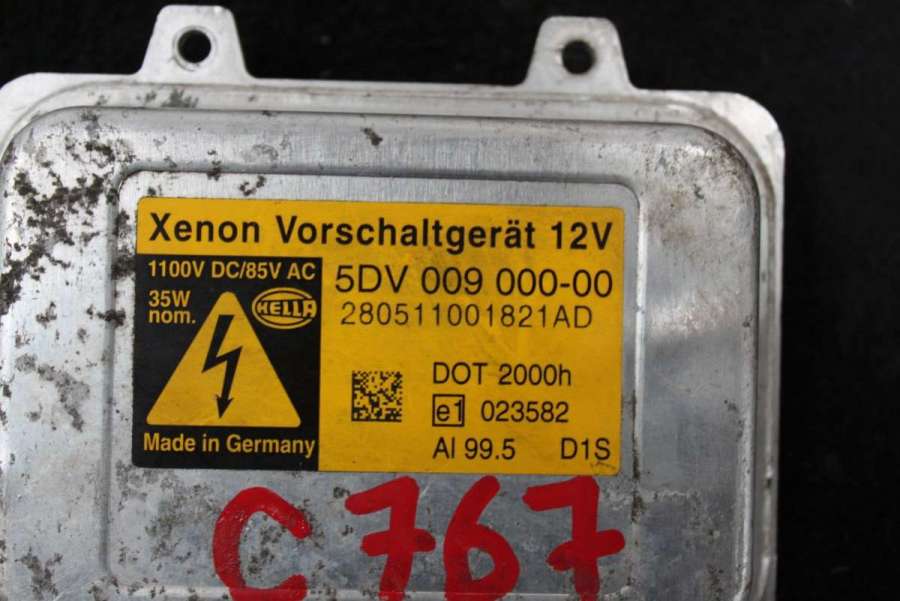 Xenon Vorschaltgerät 12V
1100V DC/85V AC
35W
nom.
HELLA
Made in Germany
5DV 009 000-00
280511001821AD
DOT 2000h
e1 023582
Al 99.5 D1S
C 767